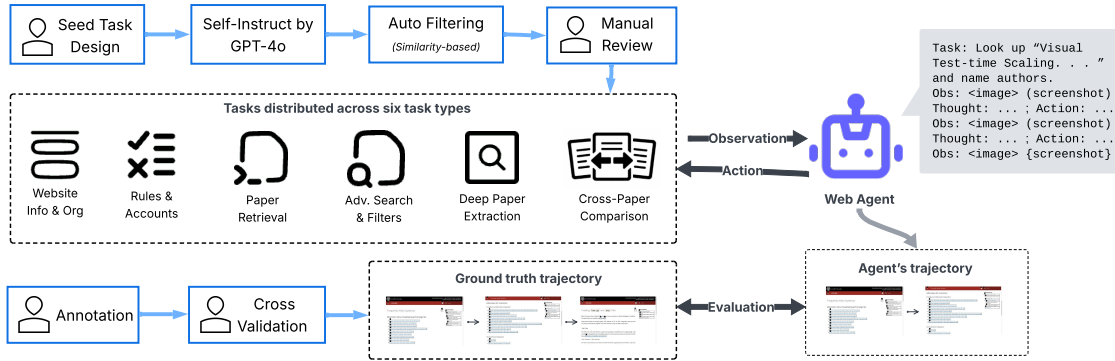 Seed Task
Design
Self-Instruct by
GPT-4o
Auto Filtering
(Similarity-based)
Manual
Review
Tasks distributed across six task types
Website
Info & Org
Rules &
Accounts
Paper
Retrieval
Adv. Search
& Filters
Deep Paper
Extraction
Cross-Paper
Comparison
Observation
Action
Task: Look up “Visual
Test-time Scaling. . . ”
and name authors.
Obs: <image> (screenshot)
Thought: ... ; Action: ...
Obs: <image> (screenshot)
Thought: ... ; Action: ...
Obs: <image> {screenshot}
Web Agent
Annotation
Cross
Validation
Ground truth trajectory
Evaluation
Agent’s trajectory